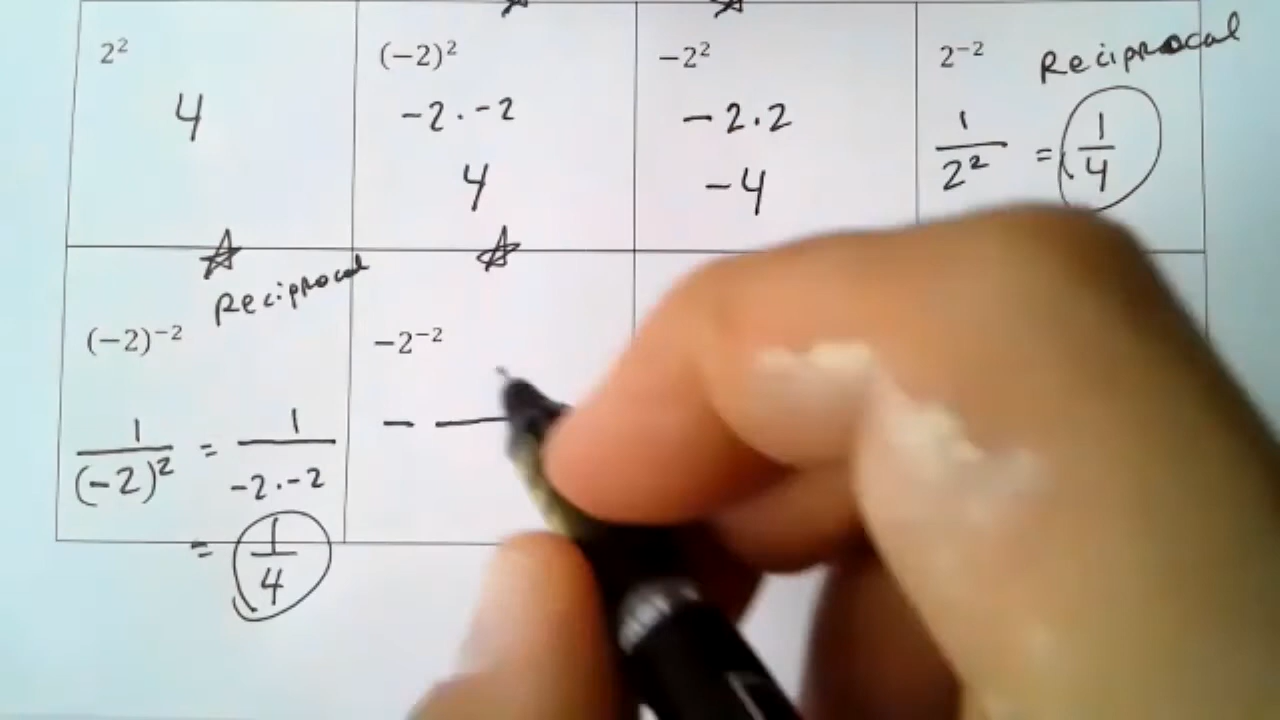 2²
4
(−2)²
-2 · -2
4
−2²
-2 · 2
-4
2⁻²
Reciprocal
1/2² = 1/4
Reciprocal
(−2)⁻²
1/(-2)² = 1/-2 · -2
= 1/4
−2⁻²
-